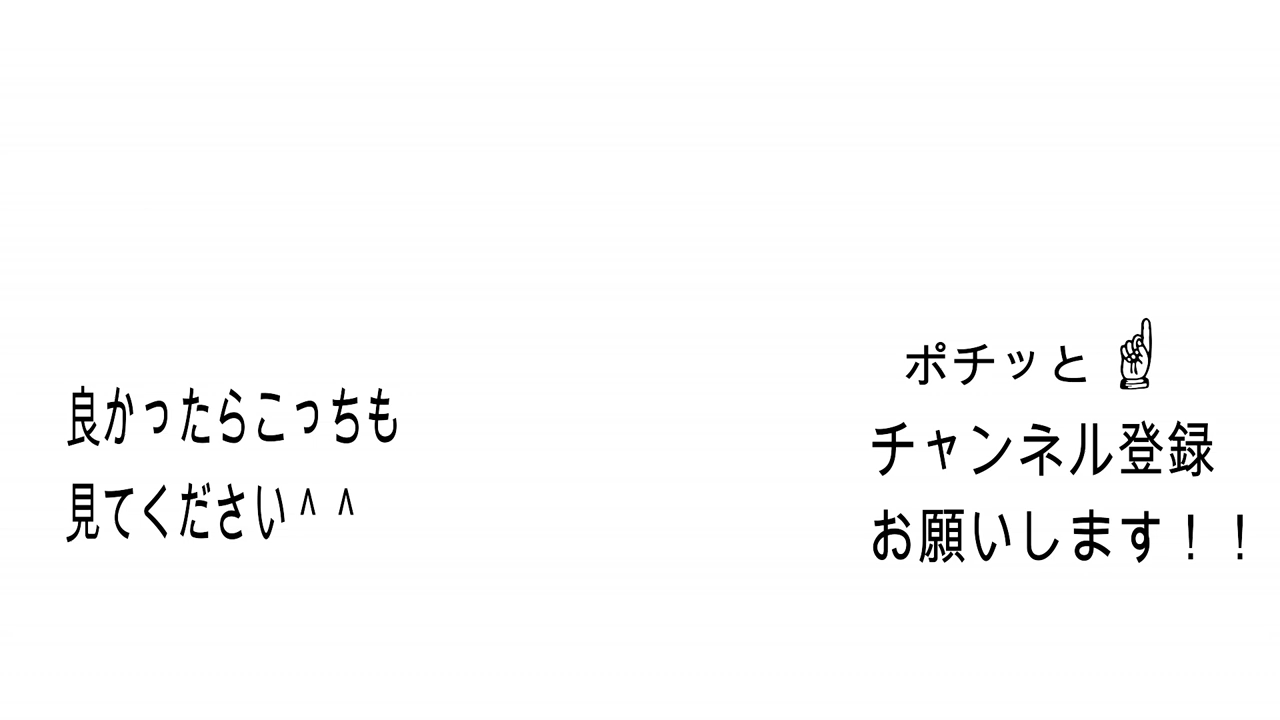 良かったらこっちも
見てください＾＾
ポチッと☝
チャンネル登録
お願いします！！